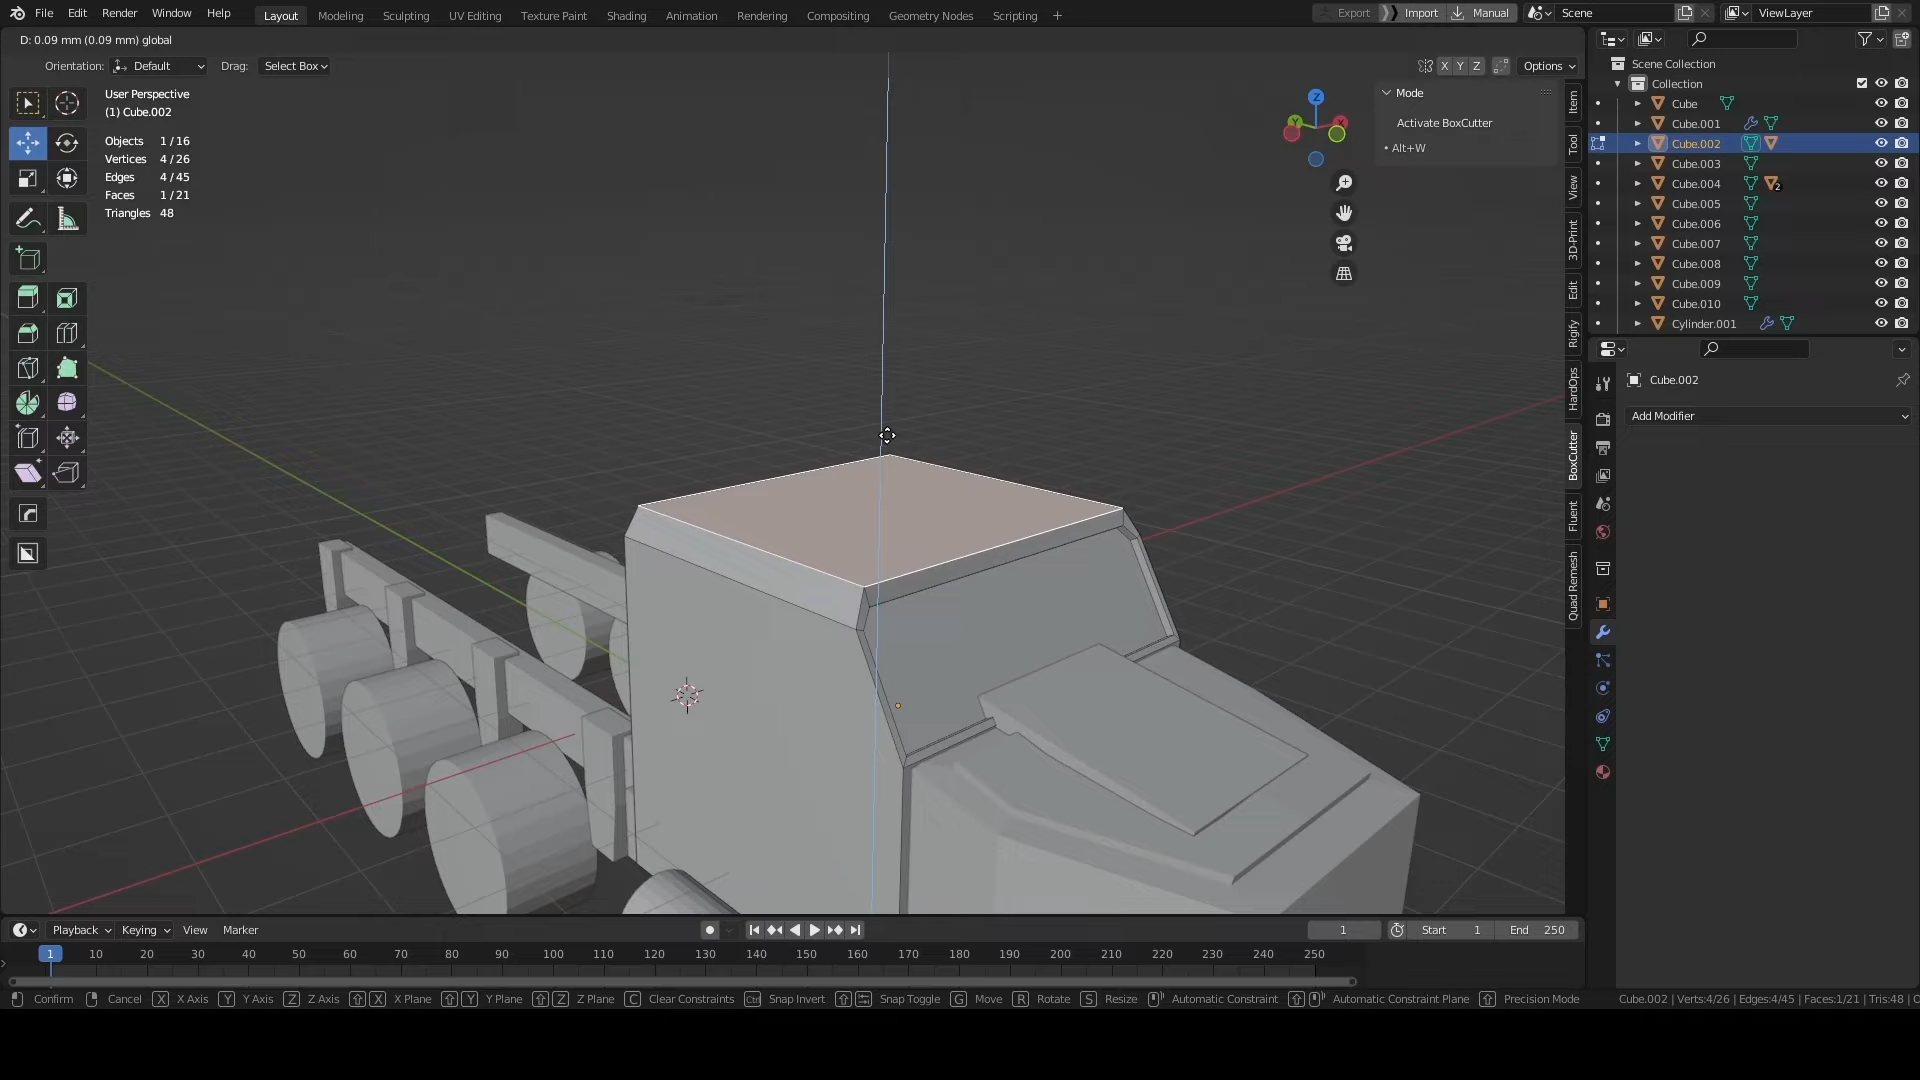 File Edit Render Window Help Layout Modeling Sculpting UV Editing Texture Paint Shading Animation Rendering Compositing Geometry Nodes Scripting + Export Import Manual Scene ViewLayer
D: 0.09 mm (0.09 mm) global
Orientation: Default Drag: Select Box X Y Z Options
User Perspective
(1) Cube.002
Objects 1 / 16
Vertices 4 / 26
Edges 4 / 45
Faces 1 / 21
Triangles 48
Z
Y
X
Mode
Activate BoxCutter
• Alt+W
Item
Tool
View
3D-Print
Edit
Rigify
HardOps
BoxCutter
Fluent
Quad Remesh
Scene Collection
Collection
Cube
Cube.001
Cube.002
Cube.003
Cube.004 2
Cube.005
Cube.006
Cube.007
Cube.008
Cube.009
Cube.010
Cylinder.001
Cube.002
Add Modifier
Playback Keying View Marker 1 Start 1 End 250
1 10 20 30 40 50 60 70 80 90 100 110 120 130 140 150 160 170 180 190 200 210 220 230 240 250
Confirm Cancel X X Axis Y Y Axis Z Z Axis X X Plane Y Y Plane Z Z Plane C Clear Constraints Ctrl Snap Invert Snap Toggle G Move R Rotate S Resize Automatic Constraint Automatic Constraint Plane Precision Mode Cube.002 | Verts:4/26 | Edges:4/45 | Faces:1/21 | Tris:48 | O